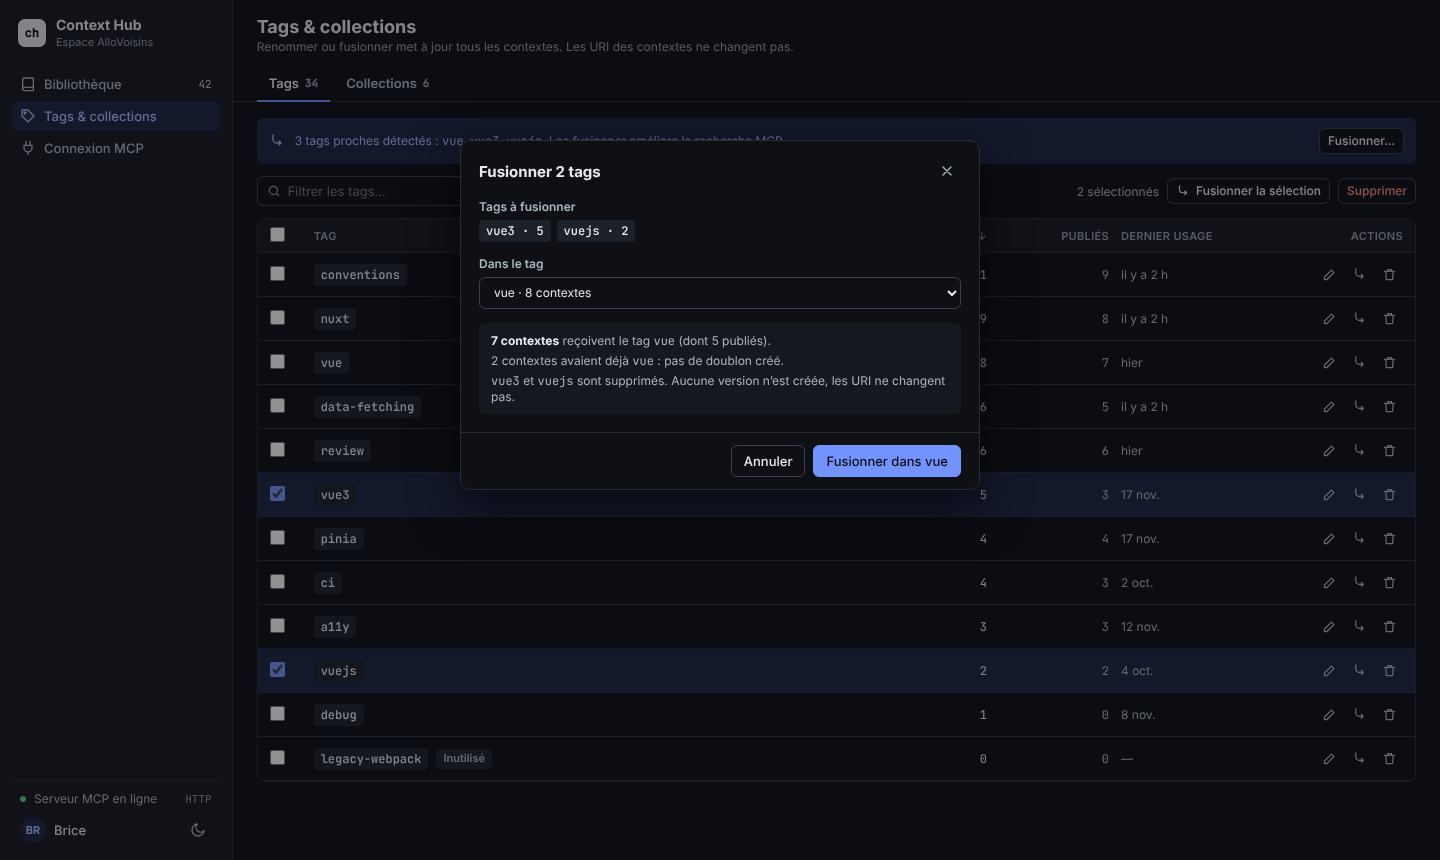 ch
Context Hub
Espace AlloVoisins
Bibliothèque 42
Tags & collections
Connexion MCP
Serveur MCP en ligne HTTP
BR Brice
Tags & collections
Renommer ou fusionner met à jour tous les contextes. Les URI des contextes ne changent pas.
Tags 34 Collections 6
3 tags proches détectés : vue, vue3, vuejs. Les fusionner améliore la recherche MCP.
Fusionner...
Filtrer les tags...
2 sélectionnés Fusionner la sélection Supprimer
TAG ↓ PUBLIÉS DERNIER USAGE ACTIONS
conventions 1 9 il y a 2 h
nuxt 9 8 il y a 2 h
vue 8 7 hier
data-fetching 6 5 il y a 2 h
review 6 6 hier
vue3 5 3 17 nov.
pinia 4 4 17 nov.
ci 4 3 2 oct.
a11y 3 3 12 nov.
vuejs 2 2 4 oct.
debug 1 0 8 nov.
legacy-webpack Inutilisé 0 0 —
Fusionner 2 tags
Tags à fusionner
vue3 · 5 vuejs · 2
Dans le tag
vue · 8 contextes
7 contextes reçoivent le tag vue (dont 5 publiés).
2 contextes avaient déjà vue : pas de doublon créé.
vue3 et vuejs sont supprimés. Aucune version n’est créée, les URI ne changent
pas.
Annuler Fusionner dans vue